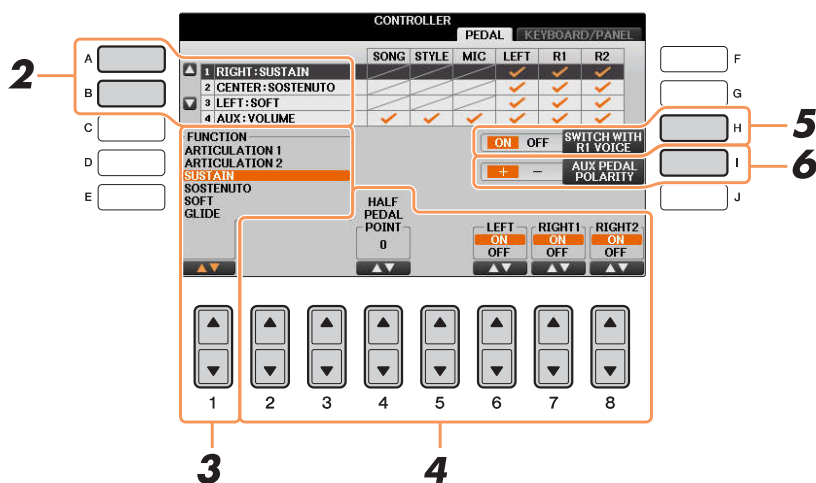 CONTROLLER
PEDAL KEYBOARD/PANEL
SONG STYLE MIC LEFT R1 R2
1 RIGHT:SUSTAIN
2 CENTER:SOSTENUTO
3 LEFT:SOFT
4 AUX:VOLUME
FUNCTION
ARTICULATION 1
ARTICULATION 2
SUSTAIN
SOSTENUTO
SOFT
GLIDE
ON OFF SWITCH WITH
R1 VOICE
+ − AUX PEDAL
POLARITY
HALF
PEDAL
POINT
0
LEFT RIGHT1 RIGHT2
ON ON ON
OFF OFF OFF
A
B
C
D
E
F
G
H
I
J
2
5
6
1 2 3 4 5 6 7 8
3 4